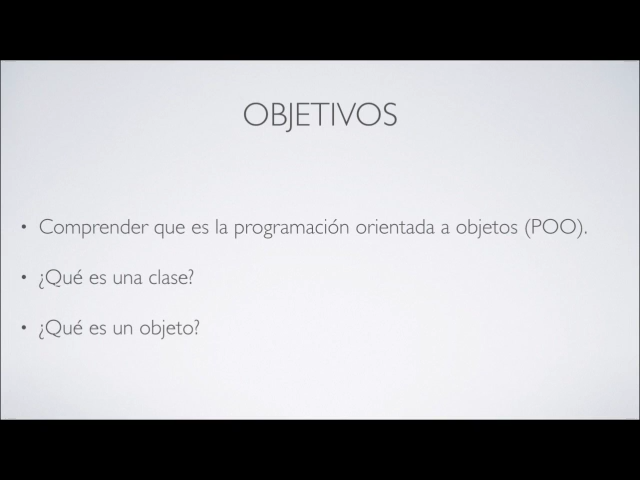 OBJETIVOS
• Comprender que es la programación orientada a objetos (POO).
• ¿Qué es una clase?
• ¿Qué es un objeto?